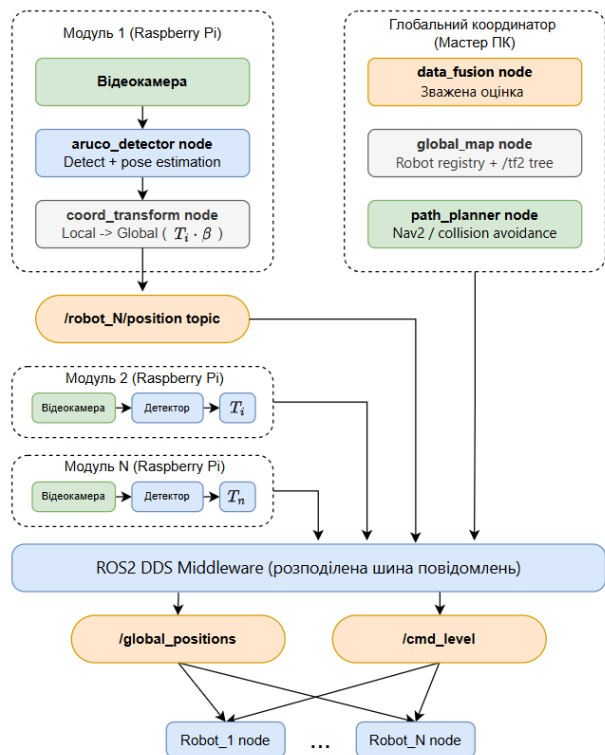 Модуль 1 (Raspberry Pi)
Відеокамера
aruco_detector node
Detect + pose estimation
coord_transform node
Local -> Global ( T_i · β )
/robot_N/position topic
Глобальний координатор
(Мастер ПК)
data_fusion node
Зважена оцінка
global_map node
Robot registry + /tf2 tree
path_planner node
Nav2 / collision avoidance
Модуль 2 (Raspberry Pi)
Відеокамера
Детектор
T_i
Модуль N (Raspberry Pi)
Відеокамера
Детектор
T_n
ROS2 DDS Middleware (розподілена шина повідомлень)
/global_positions
/cmd_level
Robot_1 node
...
Robot_N node